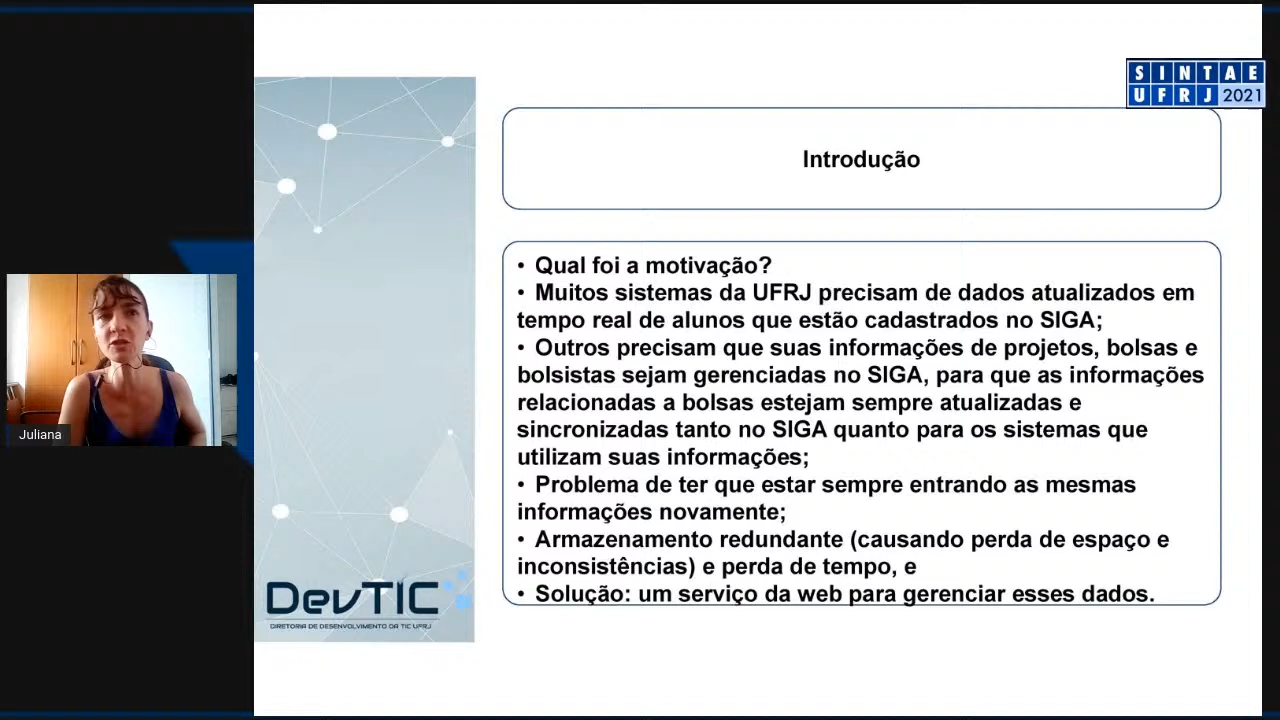 SINTAE
UFRJ 2021
Introdução
• Qual foi a motivação?
• Muitos sistemas da UFRJ precisam de dados atualizados em
tempo real de alunos que estão cadastrados no SIGA;
• Outros precisam que suas informações de projetos, bolsas e
bolsistas sejam gerenciadas no SIGA, para que as informações
relacionadas a bolsas estejam sempre atualizadas e
sincronizadas tanto no SIGA quanto para os sistemas que
utilizam suas informações;
• Problema de ter que estar sempre entrando as mesmas
informações novamente;
• Armazenamento redundante (causando perda de espaço e
inconsistências) e perda de tempo, e
• Solução: um serviço da web para gerenciar esses dados.
Juliana
DevTIC
DIRETORIA DE DESENVOLVIMENTO DA TIC UFRJ